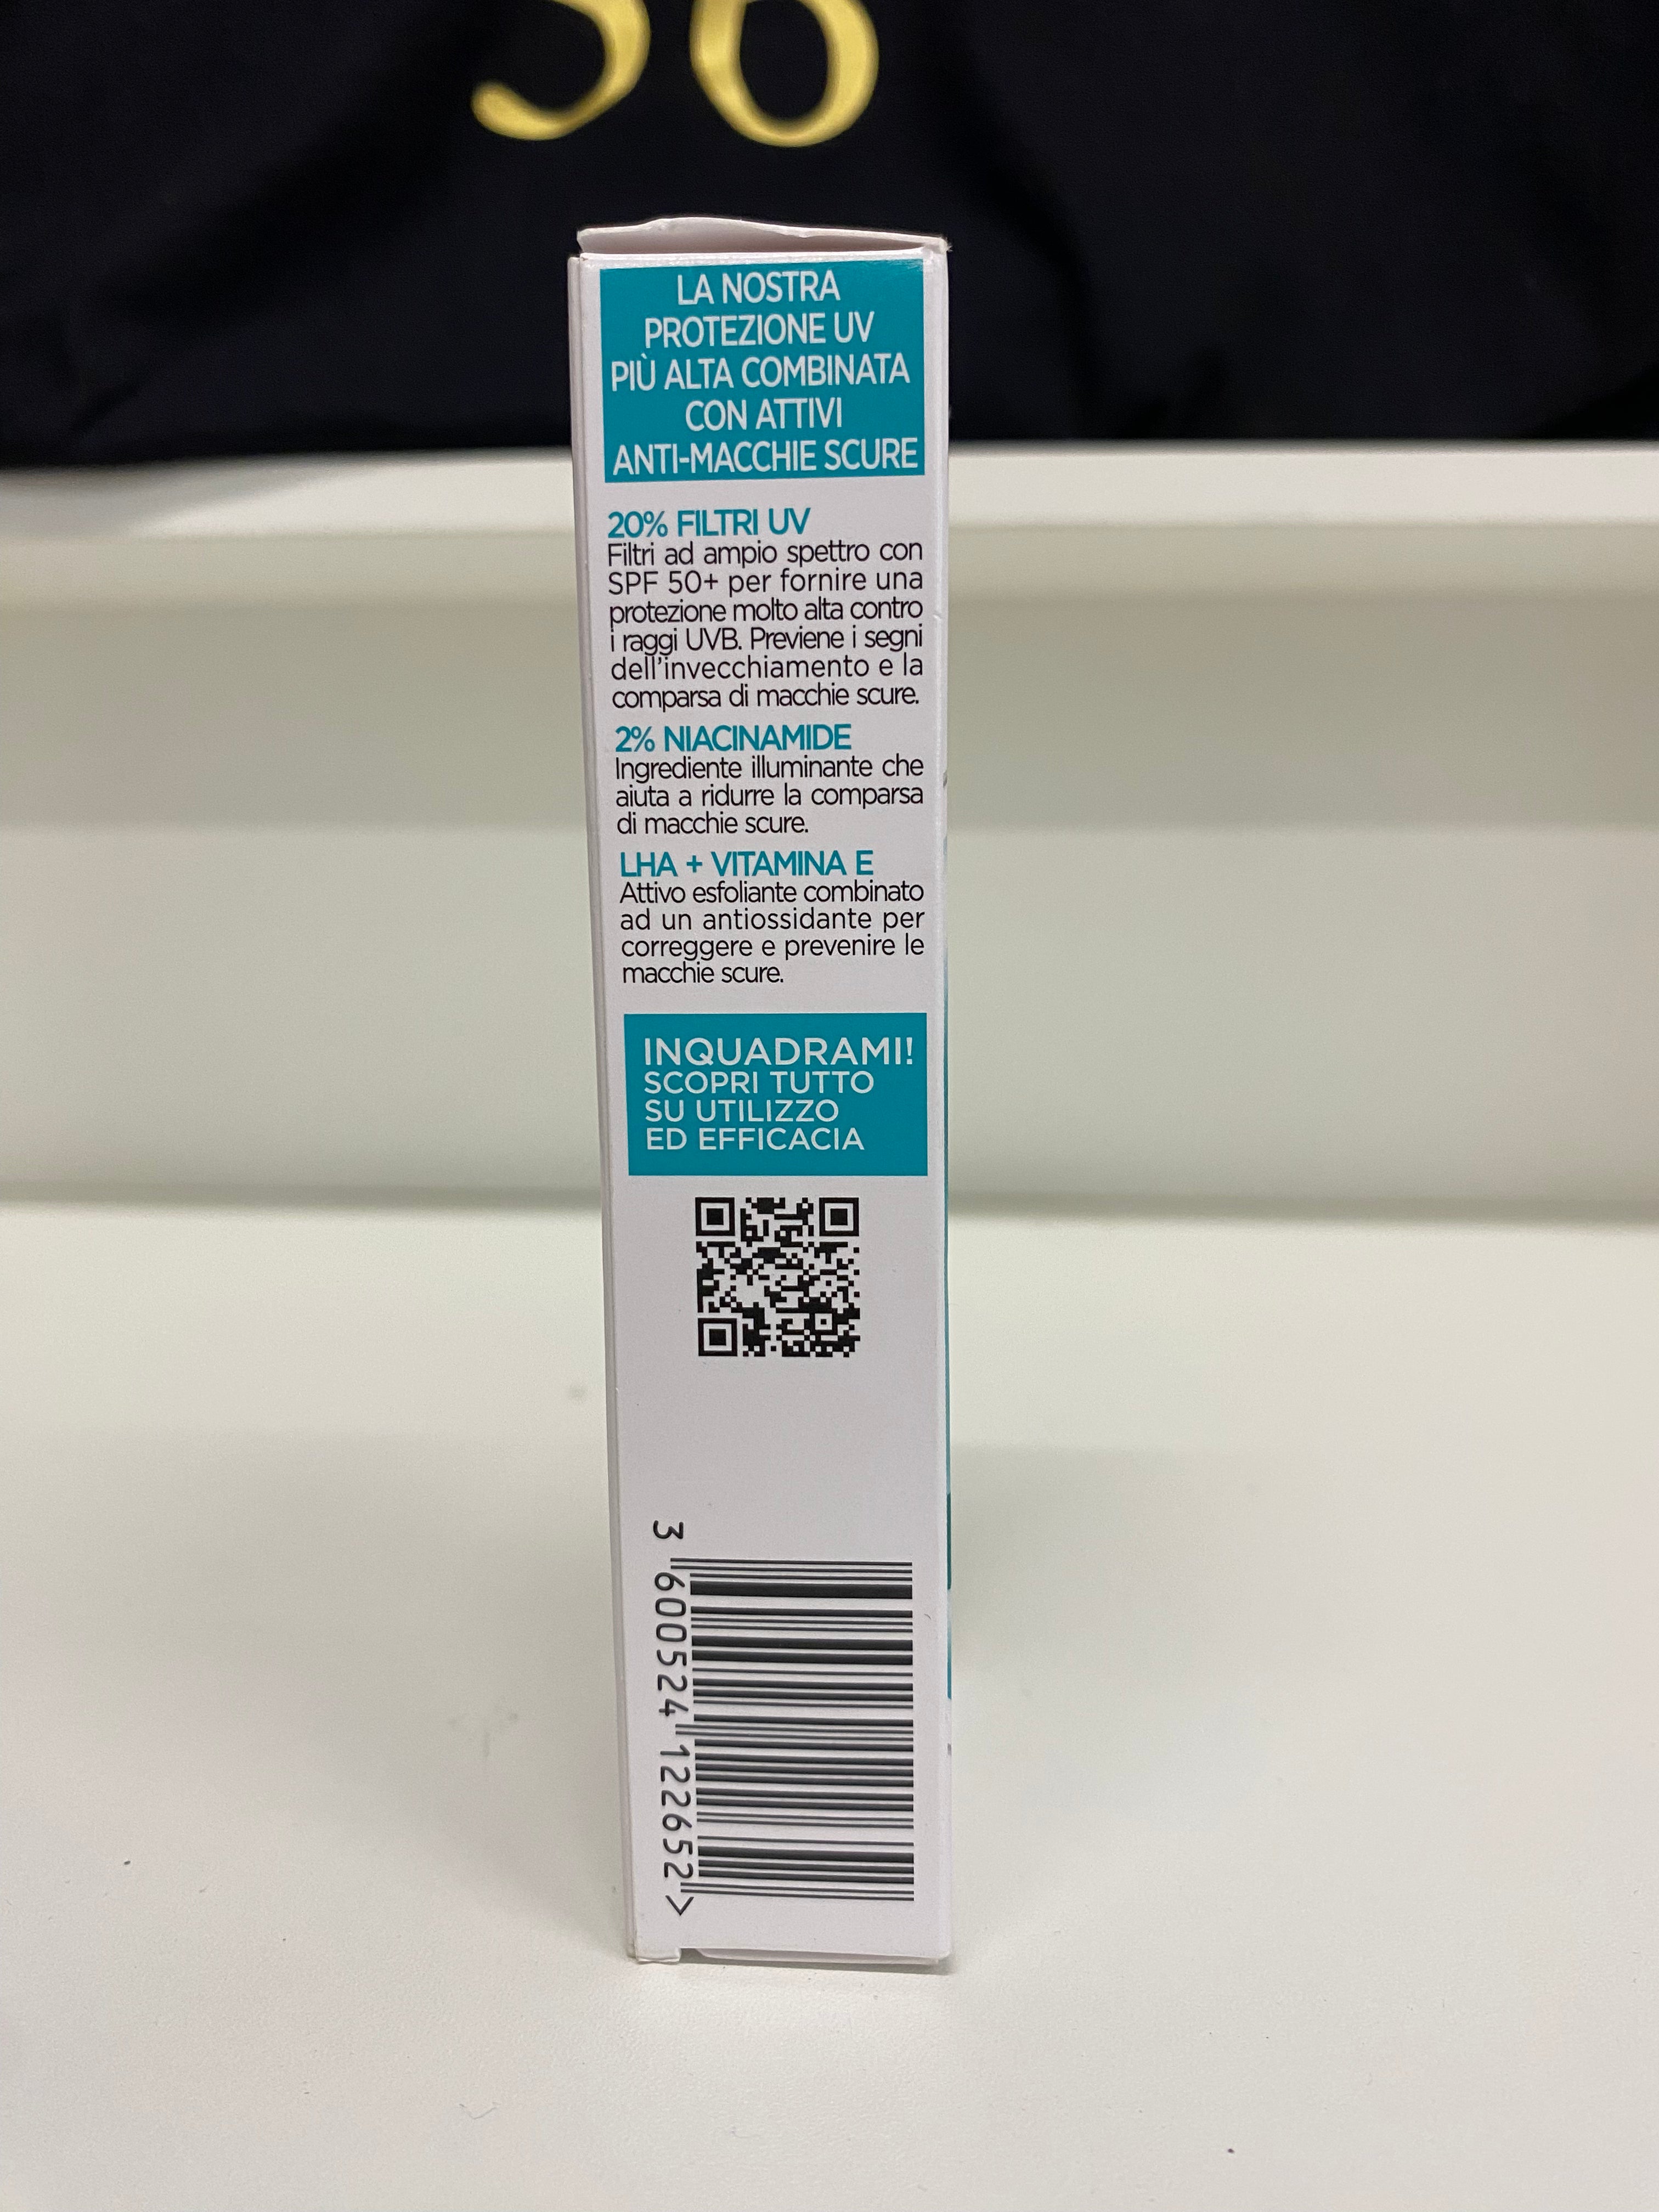 36
LA NOSTRA
PROTEZIONE UV
PIÙ ALTA COMBINATA
CON ATTIVI
ANTI-MACCHIE SCURE
20% FILTRI UV
Filtri ad ampio spettro con
SPF 50+ per fornire una
protezione molto alta contro
i raggi UVB. Previene i segni
dell'invecchiamento e la
comparsa di macchie scure.
2% NIACINAMIDE
Ingrediente illuminante che
aiuta a ridurre la comparsa
di macchie scure.
LHA + VITAMINA E
Attivo esfoliante combinato
ad un antiossidante per
correggere e prevenire le
macchie scure.
INQUADRAMI!
SCOPRI TUTTO
SU UTILIZZO
ED EFFICACIA
3 600524 122652 >